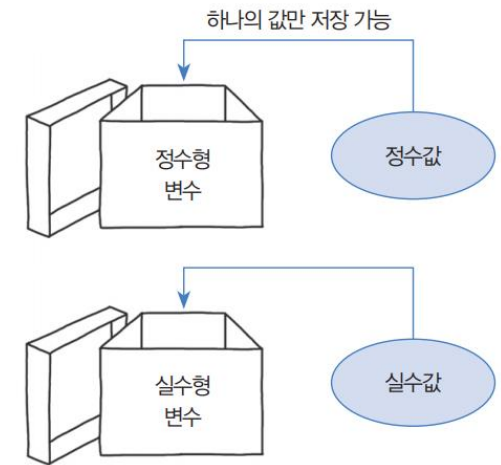 하나의 값만 저장 가능
정수형
변수
정수값
실수형
변수
실수값